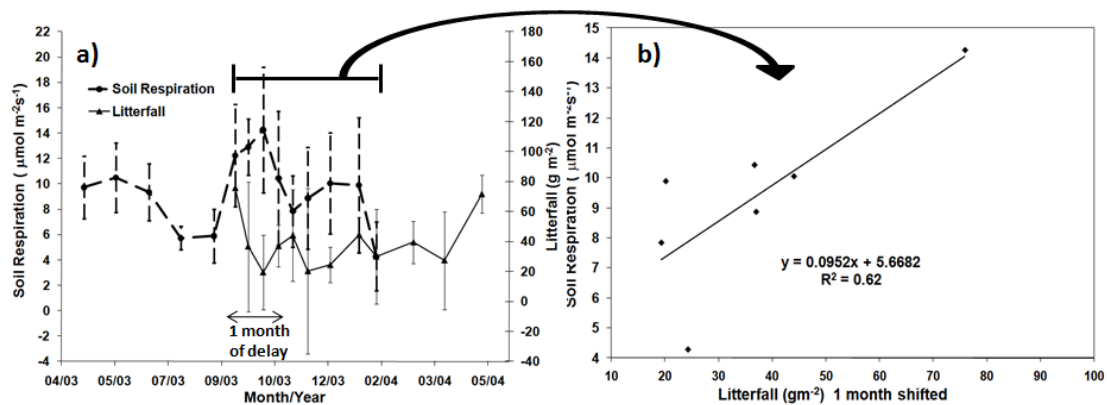 a)
Soil Respiration
Litterfall
22
20
18
16
14
12
10
8
6
4
2
0
-2
-4
Soil Respiration ( μmol m-2s-1)
180
160
140
120
100
80
60
40
20
0
-20
-40
Litterfall (g m-2)
1 month
of delay
04/03 05/03 07/03 09/03 10/03 12/03 02/04 03/04 05/04
Month/Year
b)
15
14
13
12
11
10
9
8
7
6
5
4
Soil Respiration ( μmol m-2s-1)
y = 0.0952x + 5.6682
R2 = 0.62
10 20 30 40 50 60 70 80 90 100
Litterfall (gm-2) 1 month shifted